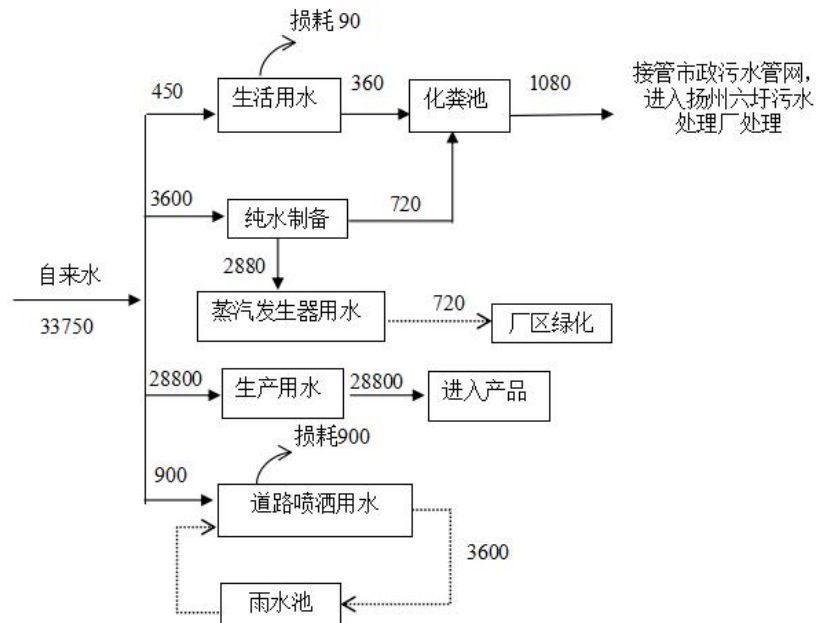 损耗 90
450
生活用水
360
化粪池
1080
接管市政污水管网，
进入扬州六圩污水
处理厂处理
3600
纯水制备
720
2880
自来水
33750
蒸汽发生器用水
720
厂区绿化
28800
生产用水
28800
进入产品
损耗900
900
道路喷洒用水
3600
雨水池